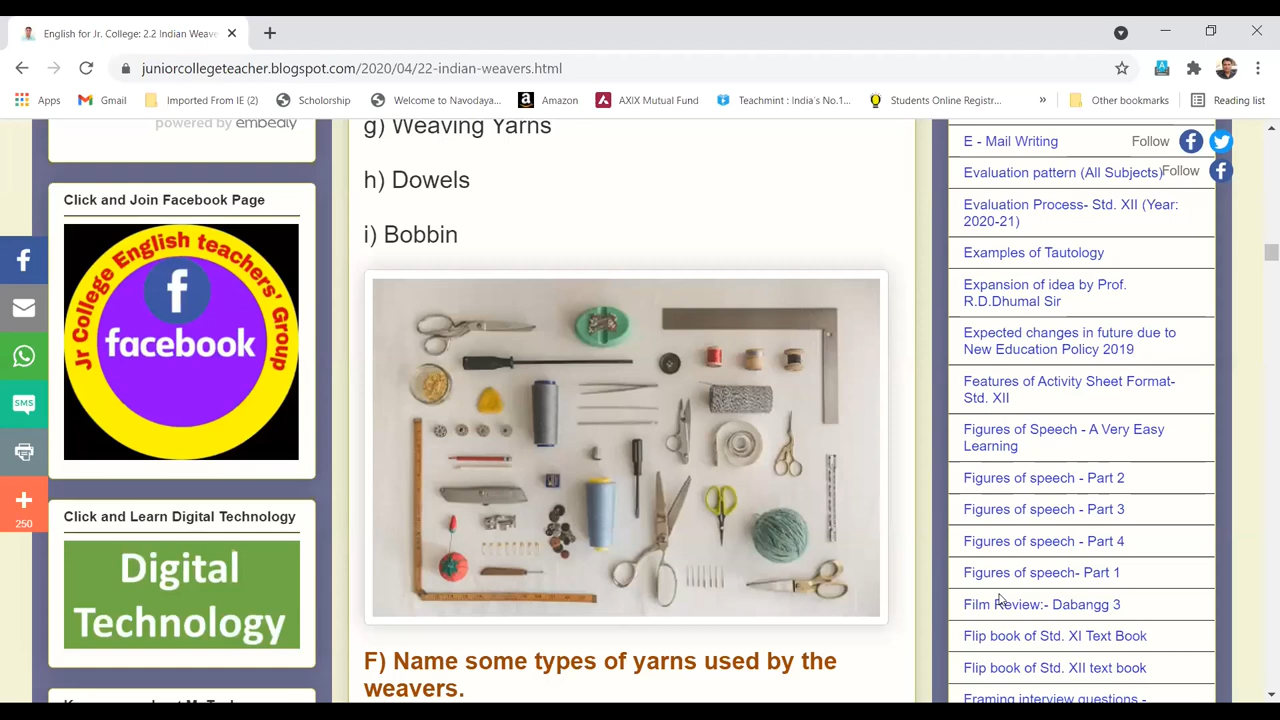 English for Jr. College: 2.2 Indian Weave
juniorcollegeteacher.blogspot.com/2020/04/22-indian-weavers.html
Apps
Gmail
Imported From IE (2)
Scholorship
Welcome to Navodaya...
Amazon
AXIX Mutual Fund
Teachmint : India's No.1...
Students Online Registr...
»
Other bookmarks
Reading list
powered by embedly
Click and Join Facebook Page
Jr College English teachers' Group
f
facebook
Click and Learn Digital Technology
Digital
Technology
SMS
250
g) Weaving Yarns
h) Dowels
i) Bobbin
F) Name some types of yarns used by the
weavers.
E - Mail Writing
Follow
Evaluation pattern (All Subjects)
Follow
Evaluation Process- Std. XII (Year:
2020-21)
Examples of Tautology
Expansion of idea by Prof.
R.D.Dhumal Sir
Expected changes in future due to
New Education Policy 2019
Features of Activity Sheet Format-
Std. XII
Figures of Speech - A Very Easy
Learning
Figures of speech - Part 2
Figures of speech - Part 3
Figures of speech - Part 4
Figures of speech- Part 1
Film Review:- Dabangg 3
Flip book of Std. XI Text Book
Flip book of Std. XII text book
Framing interview questions -